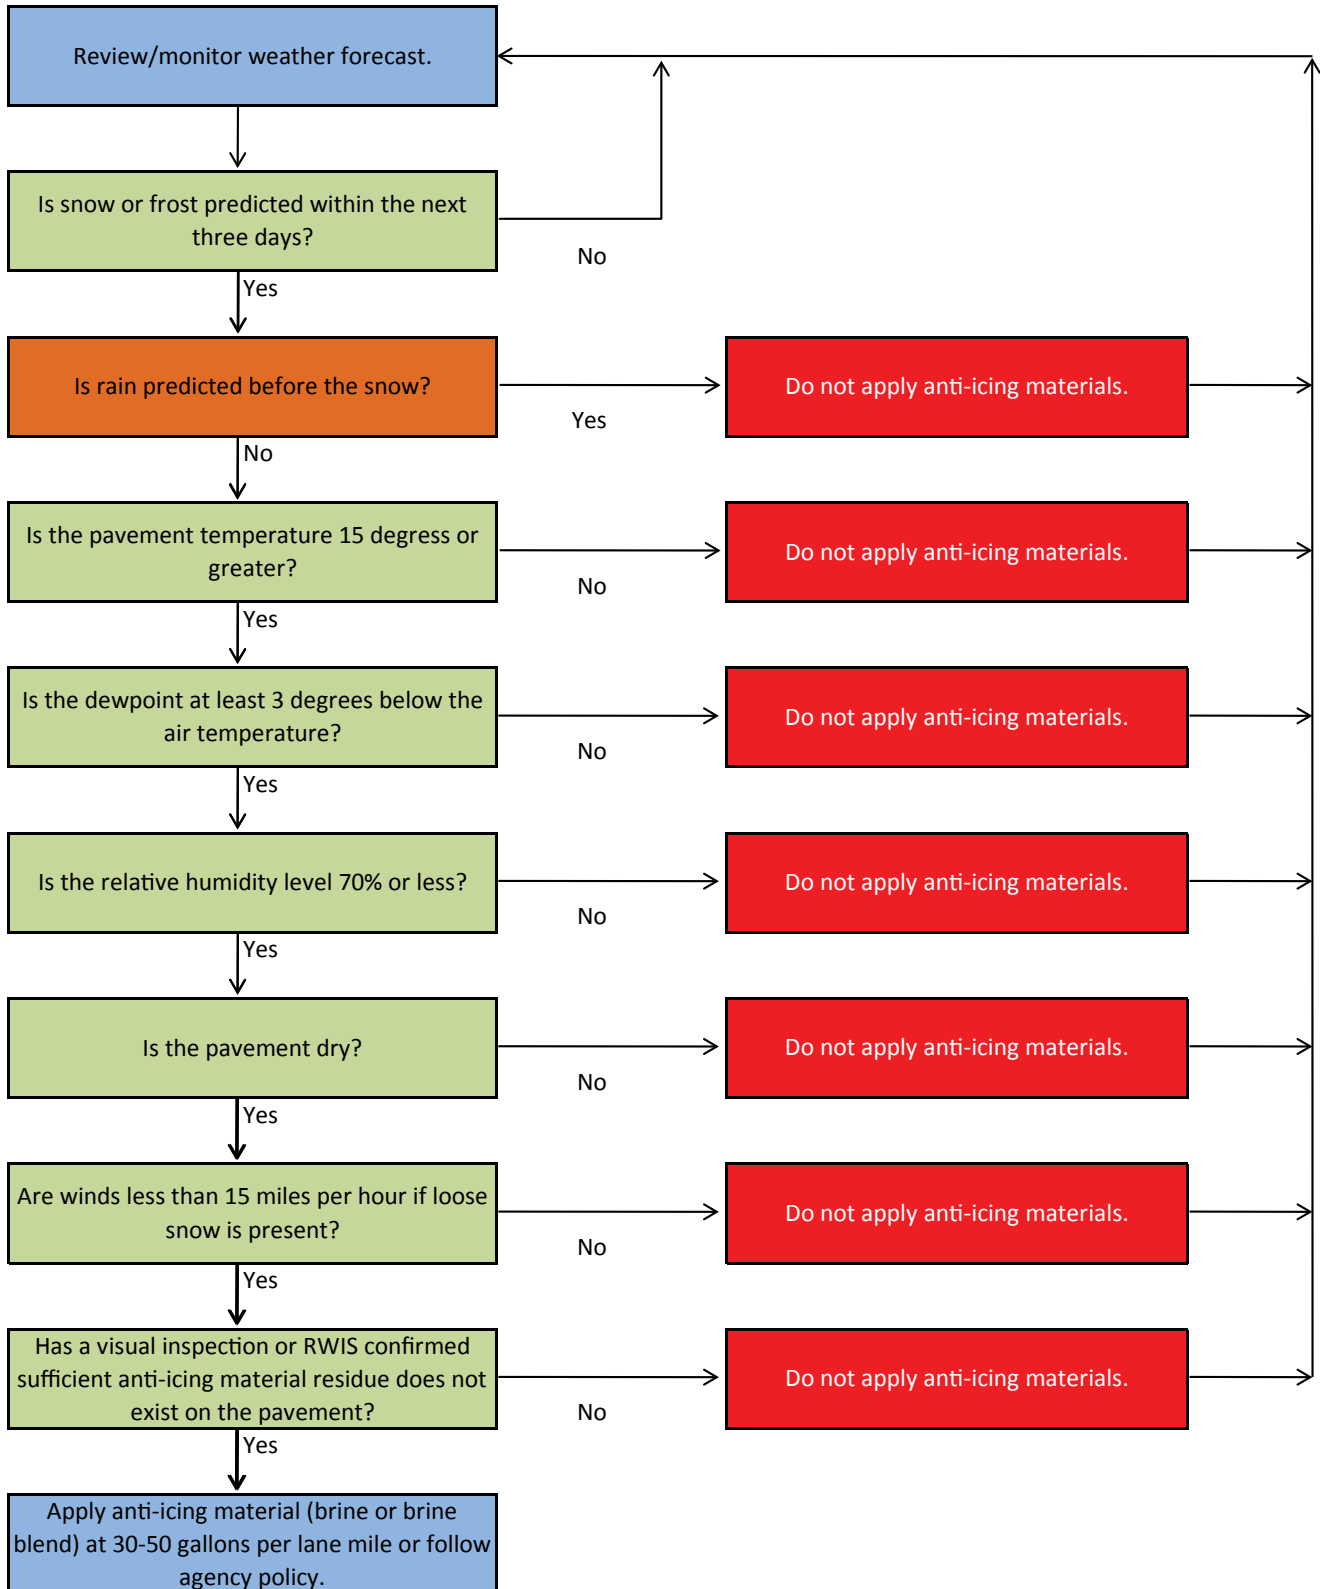 Review/monitor weather forecast.
Is snow or frost predicted within the next
three days?
No
Yes
Is rain predicted before the snow?
Yes
Do not apply anti-icing materials.
No
Is the pavement temperature 15 degress or
greater?
No
Do not apply anti-icing materials.
Yes
Is the dewpoint at least 3 degrees below the
air temperature?
No
Do not apply anti-icing materials.
Yes
Is the relative humidity level 70% or less?
No
Do not apply anti-icing materials.
Yes
Is the pavement dry?
No
Do not apply anti-icing materials.
Yes
Are winds less than 15 miles per hour if loose
snow is present?
No
Do not apply anti-icing materials.
Yes
Has a visual inspection or RWIS confirmed
sufficient anti-icing material residue does not
exist on the pavement?
No
Do not apply anti-icing materials.
Yes
Apply anti-icing material (brine or brine
blend) at 30-50 gallons per lane mile or follow
agency policy.